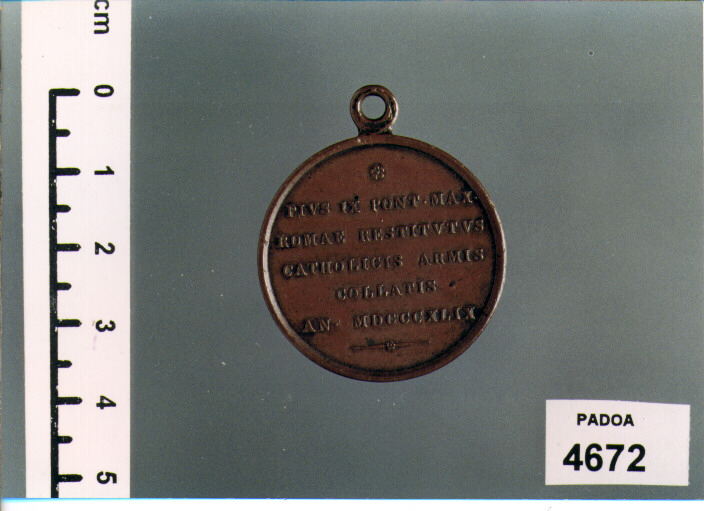 cm
0
1
2
3
4
5
PIVS IX PONT·MAX·
ROMAE RESTITVTVS
CATHOLICIS ARMIS
COLLATIS
AN· MDCCCXLIX
PADOA
4672